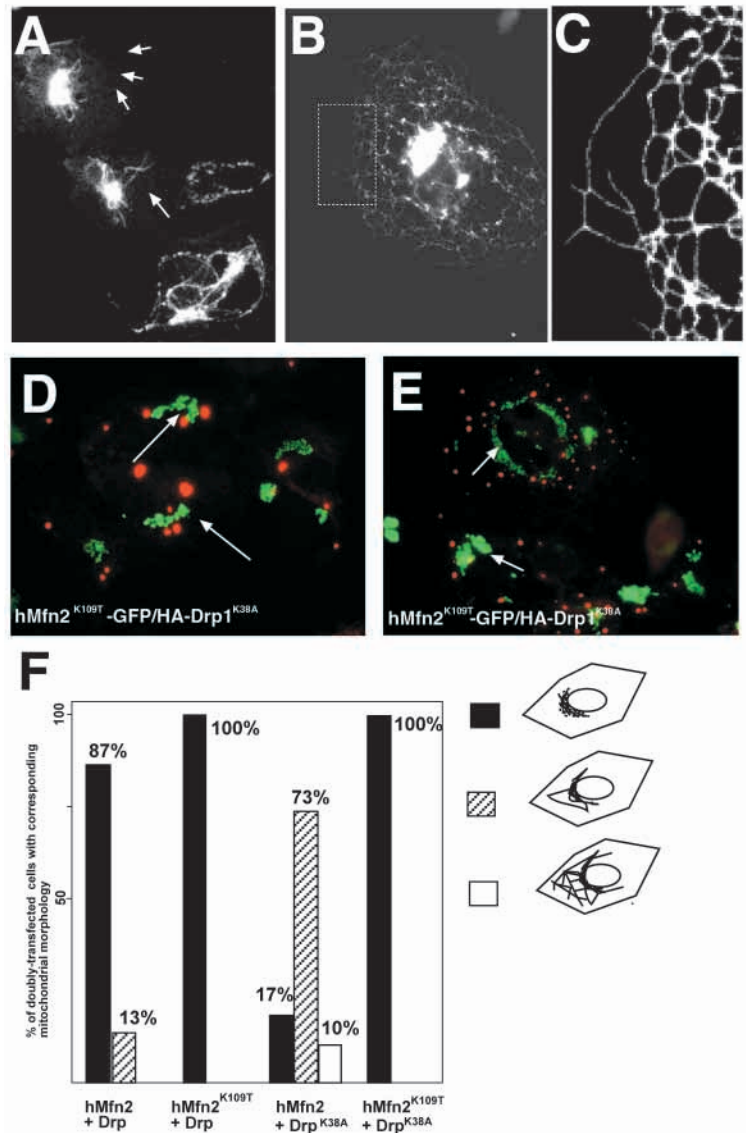 A
B
C
D
hMfn2K109T-GFP/HA-Drp1K38A
E
hMfn2K109T-GFP/HA-Drp1K38A
F
% of doubly-transfected cells with corresponding
mitochondrial morphology
100
50
87%
13%
100%
17%
73%
10%
100%
hMfn2
+ Drp
hMfn2K109T
+ Drp
hMfn2
+ DrpK38A
hMfn2K109T
+ DrpK38A